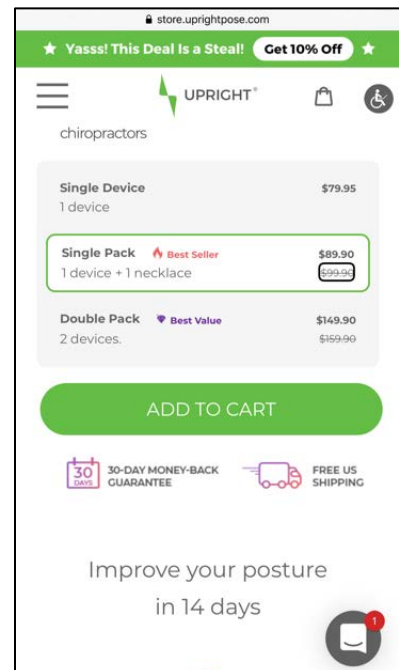 store.uprightpose.com
Yasss! This Deal Is a Steal! Get 10% Off
UPRIGHT®
chiropractors
Single Device $79.95
1 device
Single Pack Best Seller $89.90
1 device + 1 necklace $99.90
Double Pack Best Value $149.90
2 devices. $159.90
ADD TO CART
30 DAYS
30-DAY MONEY-BACK
GUARANTEE
FREE US
SHIPPING
Improve your posture
in 14 days
1